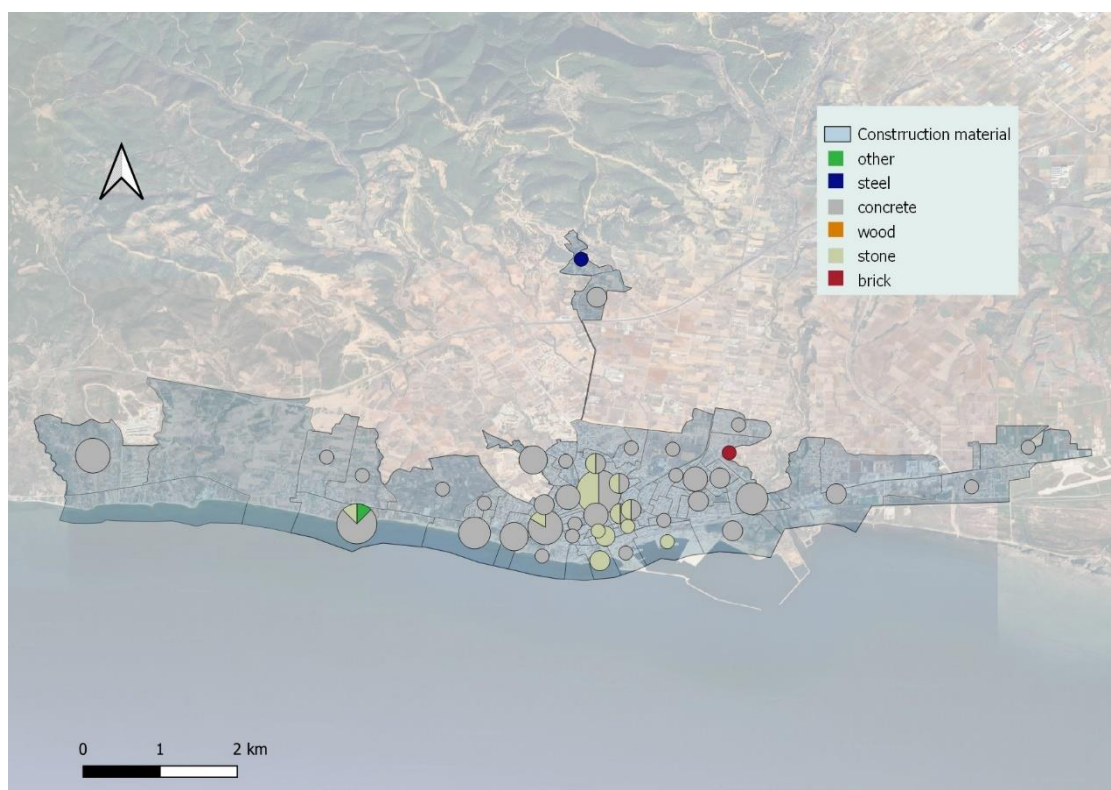 Constrruction material
other
steel
concrete
wood
stone
brick
0 1 2 km